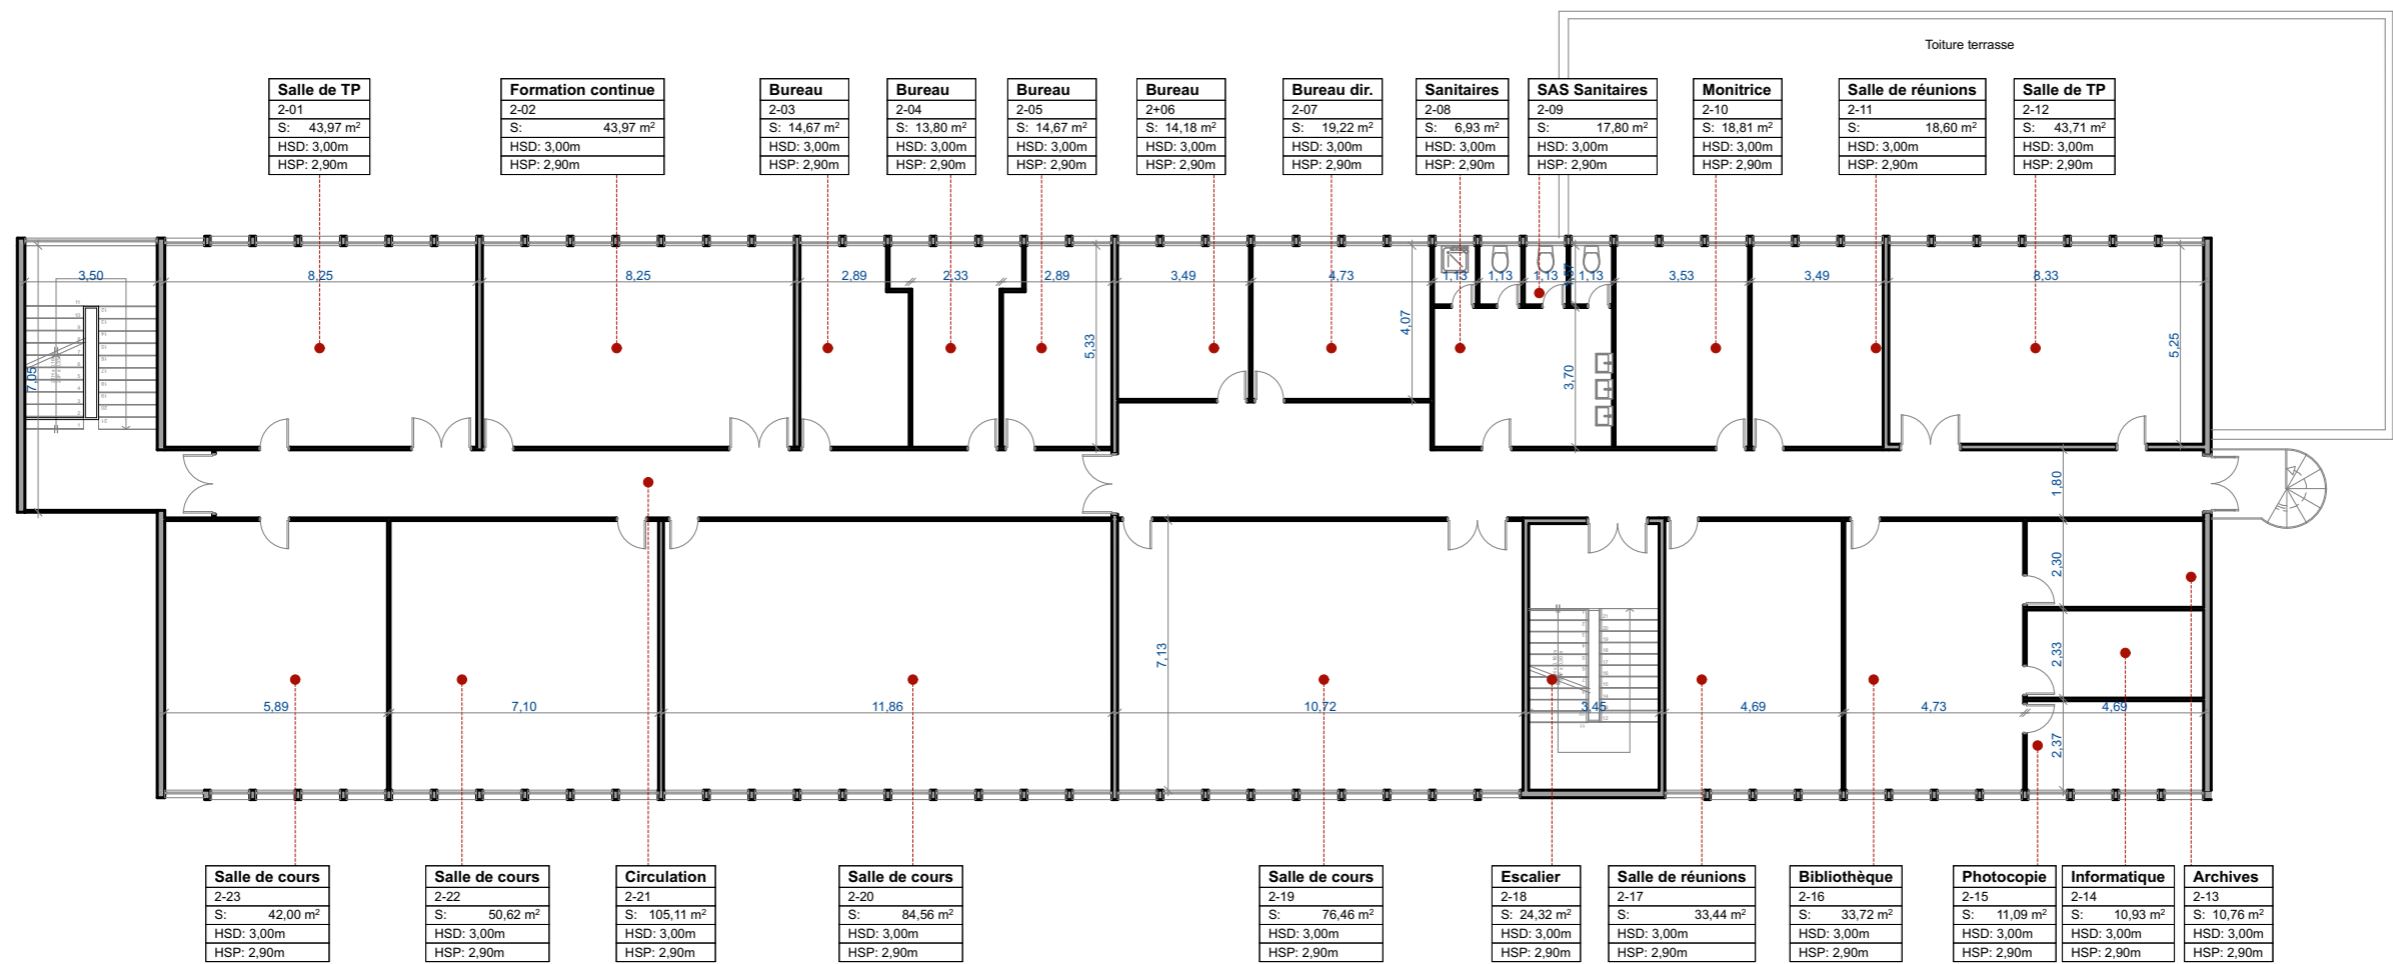 Toiture terrasse
Salle de TP
2-01
S: 43,97 m²
HSD: 3,00m
HSP: 2,90m
Formation continue
2-02
S: 43,97 m²
HSD: 3,00m
HSP: 2,90m
Bureau
2-03
S: 14,67 m²
HSD: 3,00m
HSP: 2,90m
Bureau
2-04
S: 13,80 m²
HSD: 3,00m
HSP: 2,90m
Bureau
2-05
S: 14,67 m²
HSD: 3,00m
HSP: 2,90m
Bureau
2+06
S: 14,18 m²
HSD: 3,00m
HSP: 2,90m
Bureau dir.
2-07
S: 19,22 m²
HSD: 3,00m
HSP: 2,90m
Sanitaires
2-08
S: 6,93 m²
HSD: 3,00m
HSP: 2,90m
SAS Sanitaires
2-09
S: 17,80 m²
HSD: 3,00m
HSP: 2,90m
Monitrice
2-10
S: 18,81 m²
HSD: 3,00m
HSP: 2,90m
Salle de réunions
2-11
S: 18,60 m²
HSD: 3,00m
HSP: 2,90m
Salle de TP
2-12
S: 43,71 m²
HSD: 3,00m
HSP: 2,90m
3,50
8,25
8,25
2,89
2,33
2,89
3,49
4,73
1,13
1,13
1,13
1,13
3,53
3,49
8,33
7,05
5,33
4,07
3,70
5,25
1,80
2,30
2,33
2,37
7,13
5,89
7,10
11,86
10,72
3,45
4,69
4,73
4,69
Salle de cours
2-23
S: 42,00 m²
HSD: 3,00m
HSP: 2,90m
Salle de cours
2-22
S: 50,62 m²
HSD: 3,00m
HSP: 2,90m
Circulation
2-21
S: 105,11 m²
HSD: 3,00m
HSP: 2,90m
Salle de cours
2-20
S: 84,56 m²
HSD: 3,00m
HSP: 2,90m
Salle de cours
2-19
S: 76,46 m²
HSD: 3,00m
HSP: 2,90m
Escalier
2-18
S: 24,32 m²
HSD: 3,00m
HSP: 2,90m
Salle de réunions
2-17
S: 33,44 m²
HSD: 3,00m
HSP: 2,90m
Bibliothèque
2-16
S: 33,72 m²
HSD: 3,00m
HSP: 2,90m
Photocopie
2-15
S: 11,09 m²
HSD: 3,00m
HSP: 2,90m
Informatique
2-14
S: 10,93 m²
HSD: 3,00m
HSP: 2,90m
Archives
2-13
S: 10,76 m²
HSD: 3,00m
HSP: 2,90m